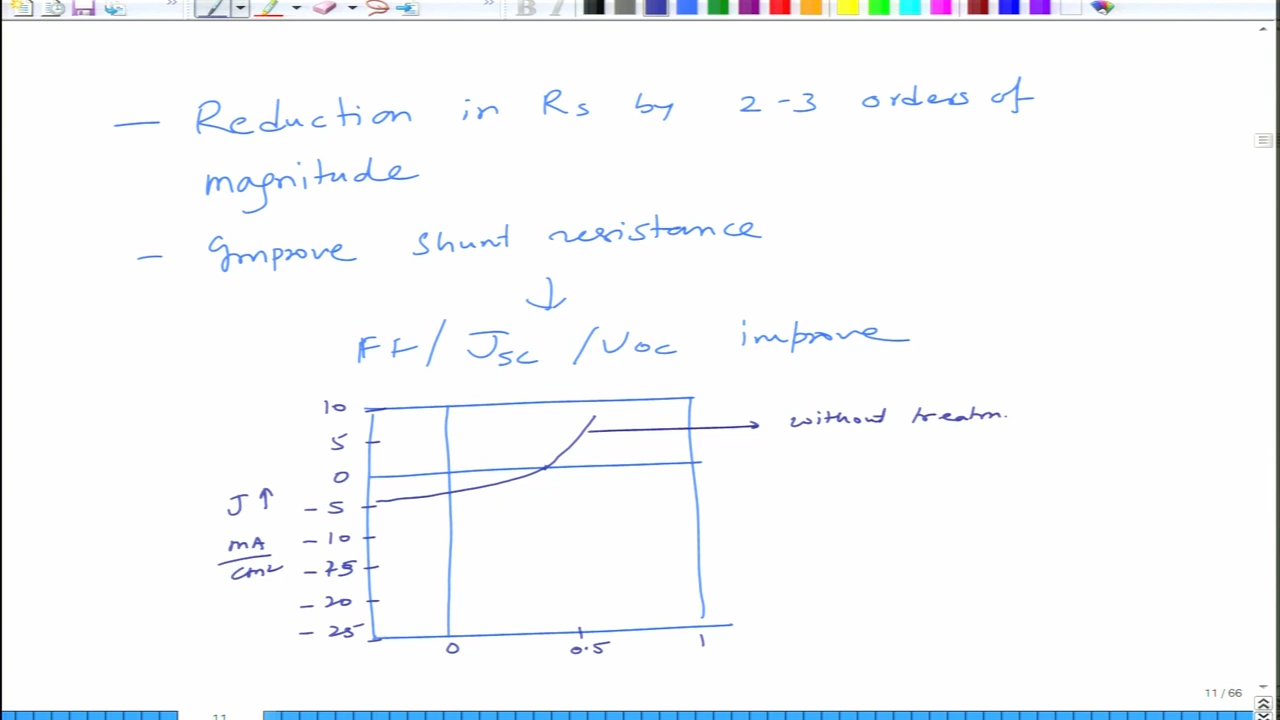 — Reduction in Rs by 2-3 orders of
magnitude
- Improve shunt resistance
↓
FF / Jsc / Voc improve
10
without treatm.
5
0
J ↑
- 5
mA
- 10
cm2
- 15
- 20
- 25
0 0.5 1
11 / 66
11